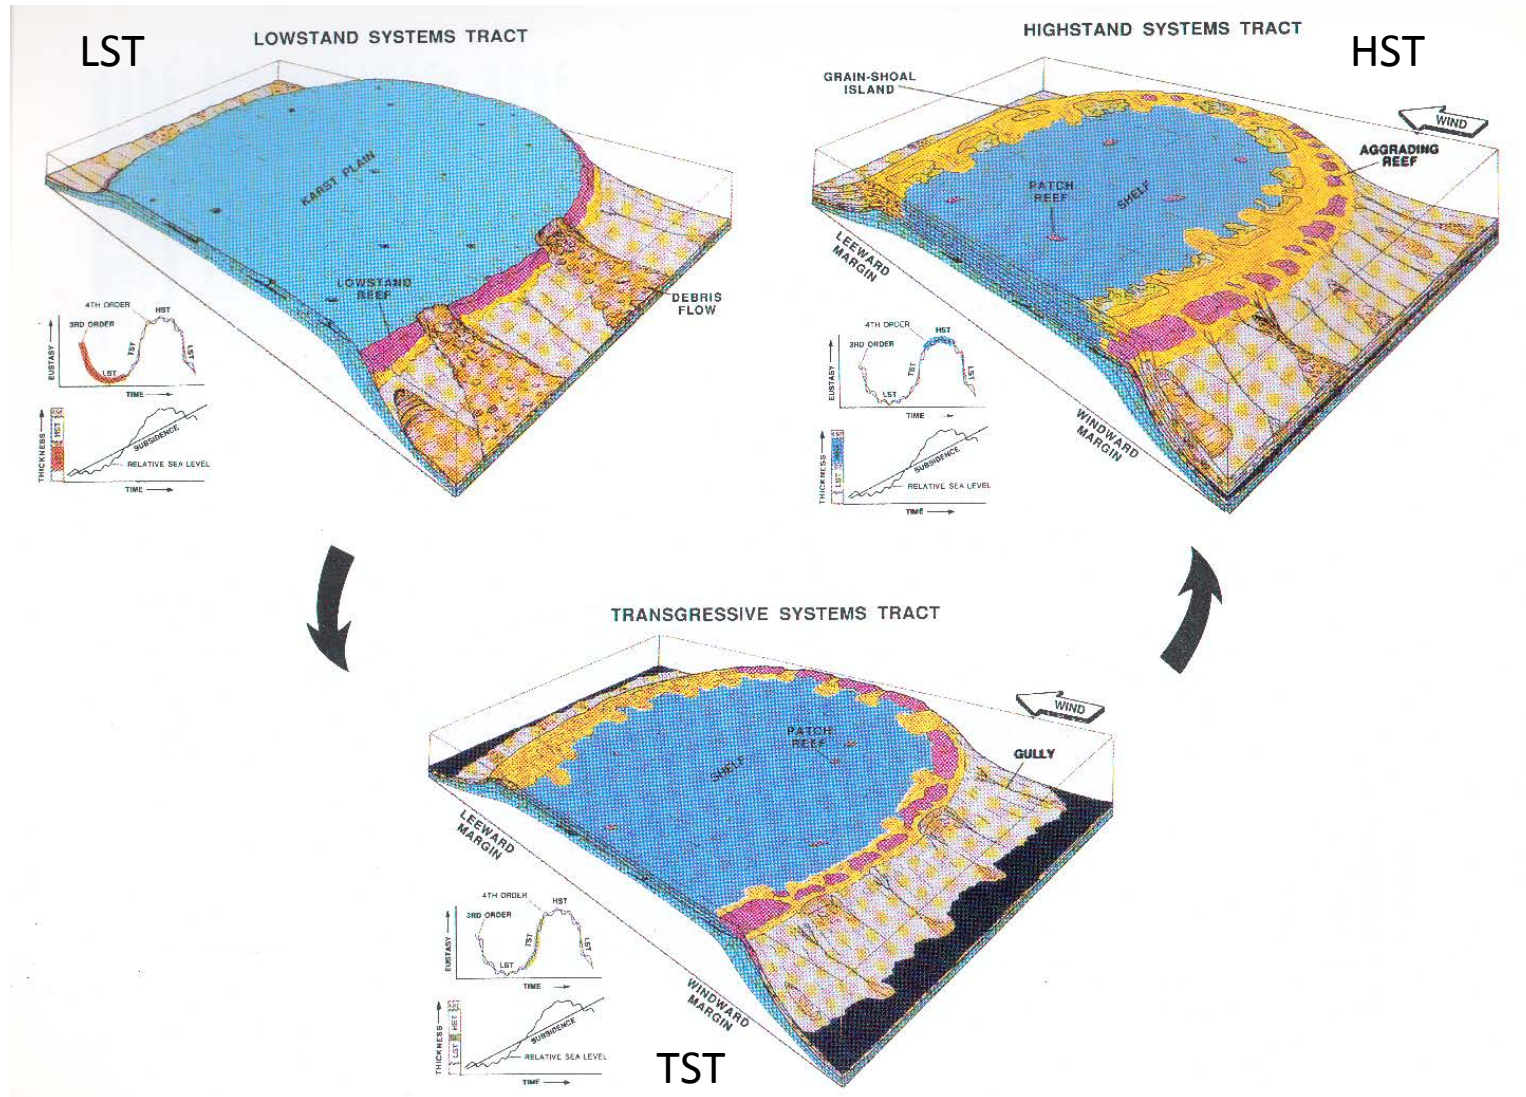 LST
LOWSTAND SYSTEMS TRACT
KARST PLAIN
LOWSTAND
REEF
DEBRIS
FLOW
4TH ORDER
HST
3RD ORDER
EUSTASY
TST
LST
LST
TIME
THICKNESS
HST
SUBSIDENCE
RELATIVE SEA LEVEL
TIME
HIGHSTAND SYSTEMS TRACT
HST
GRAIN-SHOAL
ISLAND
WIND
AGGRADING
REEF
PATCH
REEF
SHELF
LEEWARD
MARGIN
WINDWARD
MARGIN
4TH ORDER
HST
3RD ORDER
EUSTASY
TST
LST
LST
TIME
THICKNESS
LST
SUBSIDENCE
RELATIVE SEA LEVEL
TIME
TRANSGRESSIVE SYSTEMS TRACT
WIND
PATCH
REEF
SHELF
GULLY
LEEWARD
MARGIN
WINDWARD
MARGIN
4TH ORDER
HST
3RD ORDER
EUSTASY
TST
LST
LST
TIME
THICKNESS
LST
HST
SUBSIDENCE
RELATIVE SEA LEVEL
TIME
TST